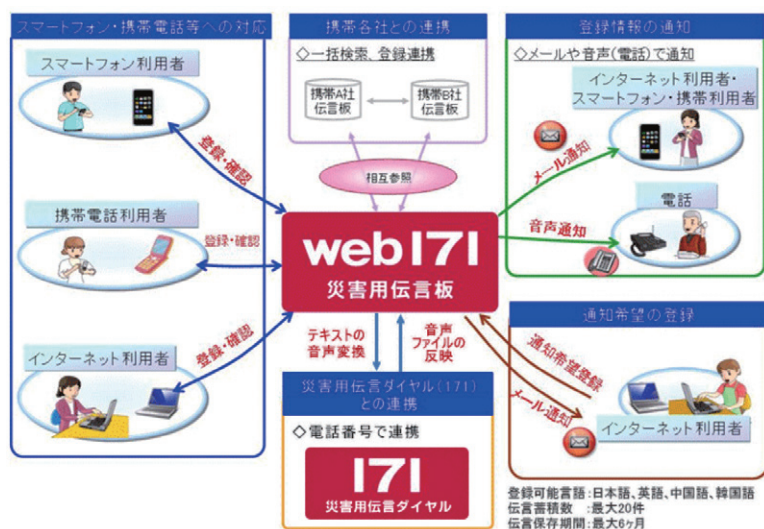 スマートフォン・携帯電話等への対応
スマートフォン利用者
登録・確認
携帯電話利用者
登録・確認
インターネット利用者
登録・確認
携帯各社との連携
◇一括検索、登録連携
携帯A社
伝言板
携帯B社
伝言板
相互参照
web171
災害用伝言板
テキストの
音声変換
音声
ファイルの
反映
災害用伝言ダイヤル(171)
との連携
◇電話番号で連携
171
災害用伝言ダイヤル
登録情報の通知
◇メールや音声(電話)で通知
インターネット利用者・
スマートフォン・携帯利用者
メール通知
電話
音声通知
通知希望の登録
通知希望登録
メール通知
インターネット利用者
登録可能言語:日本語、英語、中国語、韓国語
伝言蓄積数 :最大20件
伝言保存期間:最大6ヶ月